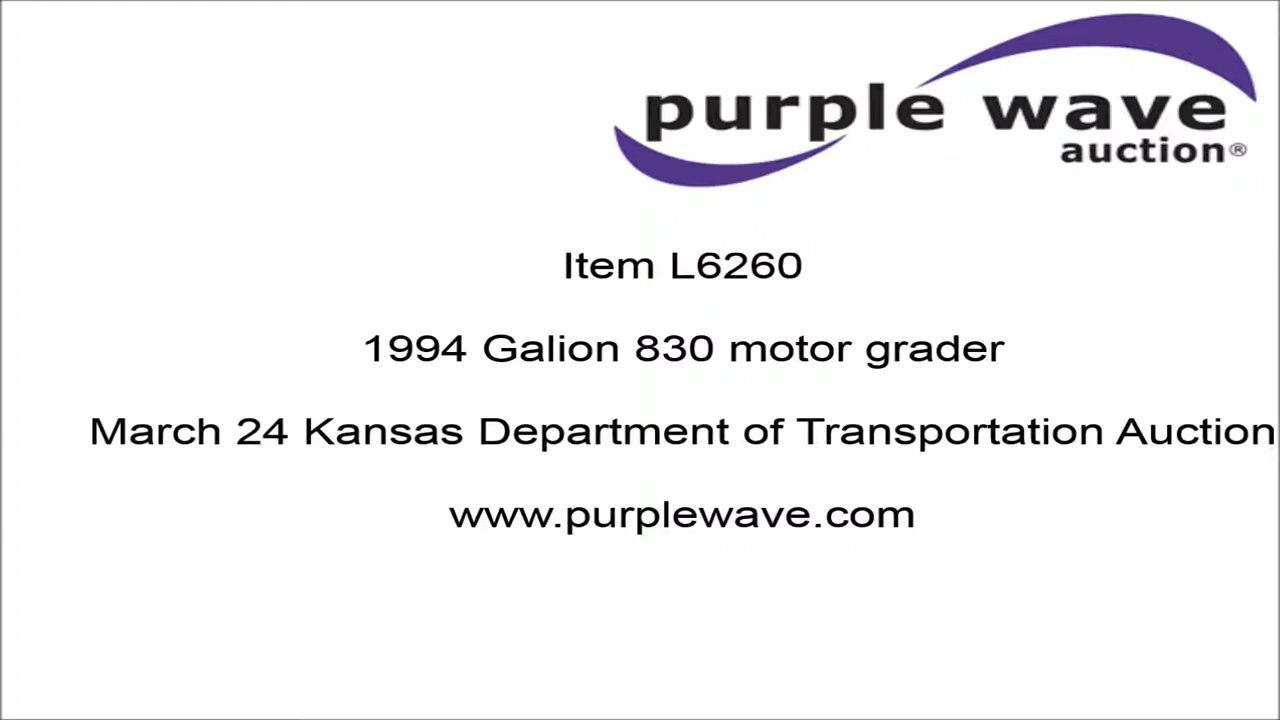 purple wave
auction®
Item L6260
1994 Galion 830 motor grader
March 24 Kansas Department of Transportation Auction
www.purplewave.com